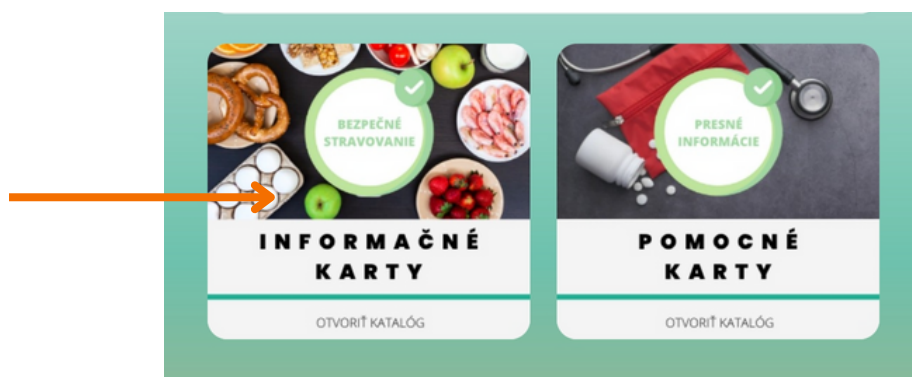 BEZPEČNÉ
STRAVOVANIE
INFORMAČNÉ
KARTY
OTVORIŤ KATALÓG
PRESNÉ
INFORMÁCIE
POMOCNÉ
KARTY
OTVORIŤ KATALÓG